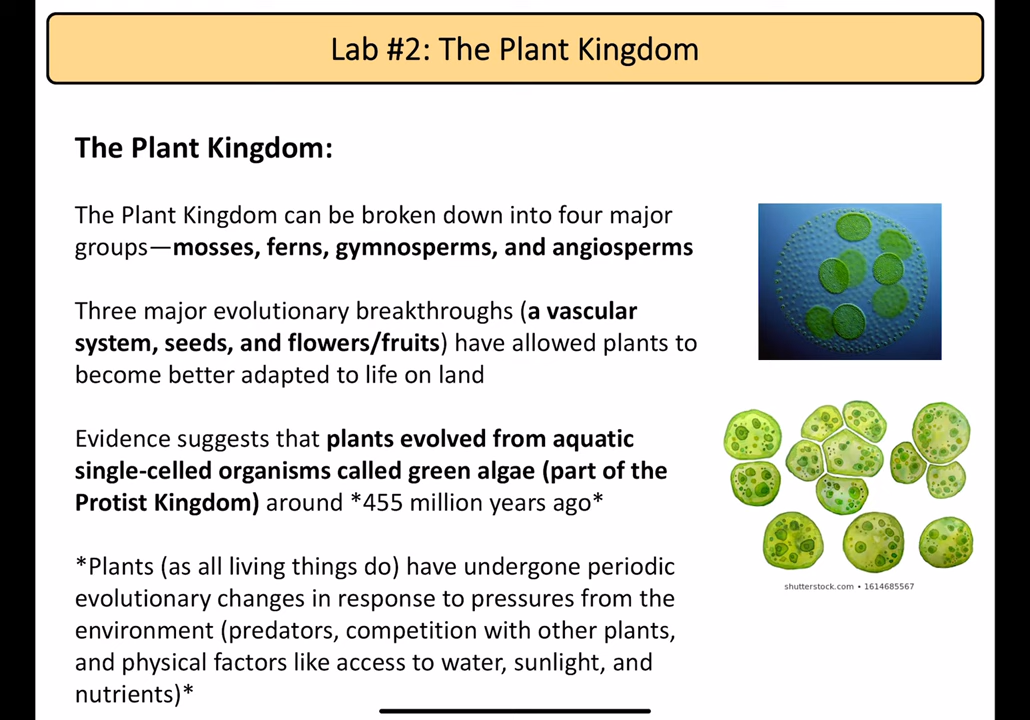 Lab #2: The Plant Kingdom
The Plant Kingdom:
The Plant Kingdom can be broken down into four major
groups—mosses, ferns, gymnosperms, and angiosperms
Three major evolutionary breakthroughs (a vascular
system, seeds, and flowers/fruits) have allowed plants to
become better adapted to life on land
Evidence suggests that plants evolved from aquatic
single-celled organisms called green algae (part of the
Protist Kingdom) around *455 million years ago*
*Plants (as all living things do) have undergone periodic
evolutionary changes in response to pressures from the
environment (predators, competition with other plants,
and physical factors like access to water, sunlight, and
nutrients)*
shutterstock.com • 1614685567